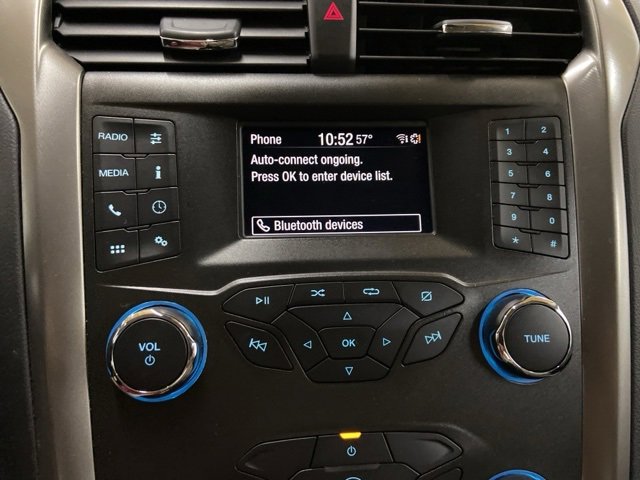 Phone 10:52 57°
Auto-connect ongoing.
Press OK to enter device list.
Bluetooth devices
RADIO
MEDIA
i
1 2
3 4
5 6
7 8
9 0
* #
VOL
OK
TUNE